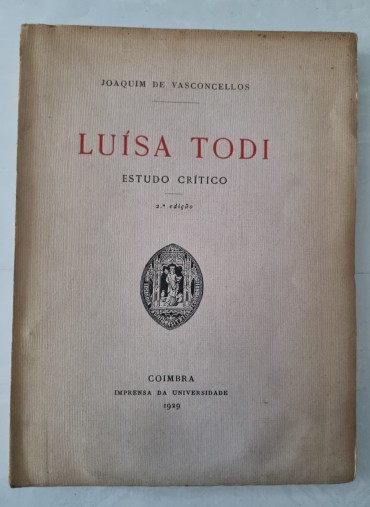 JOAQUIM DE VASCONCELLOS
LUÍSA TODI
ESTUDO CRÍTICO
2.ª edição
COIMBRA
IMPRENSA DA UNIVERSIDADE
1929